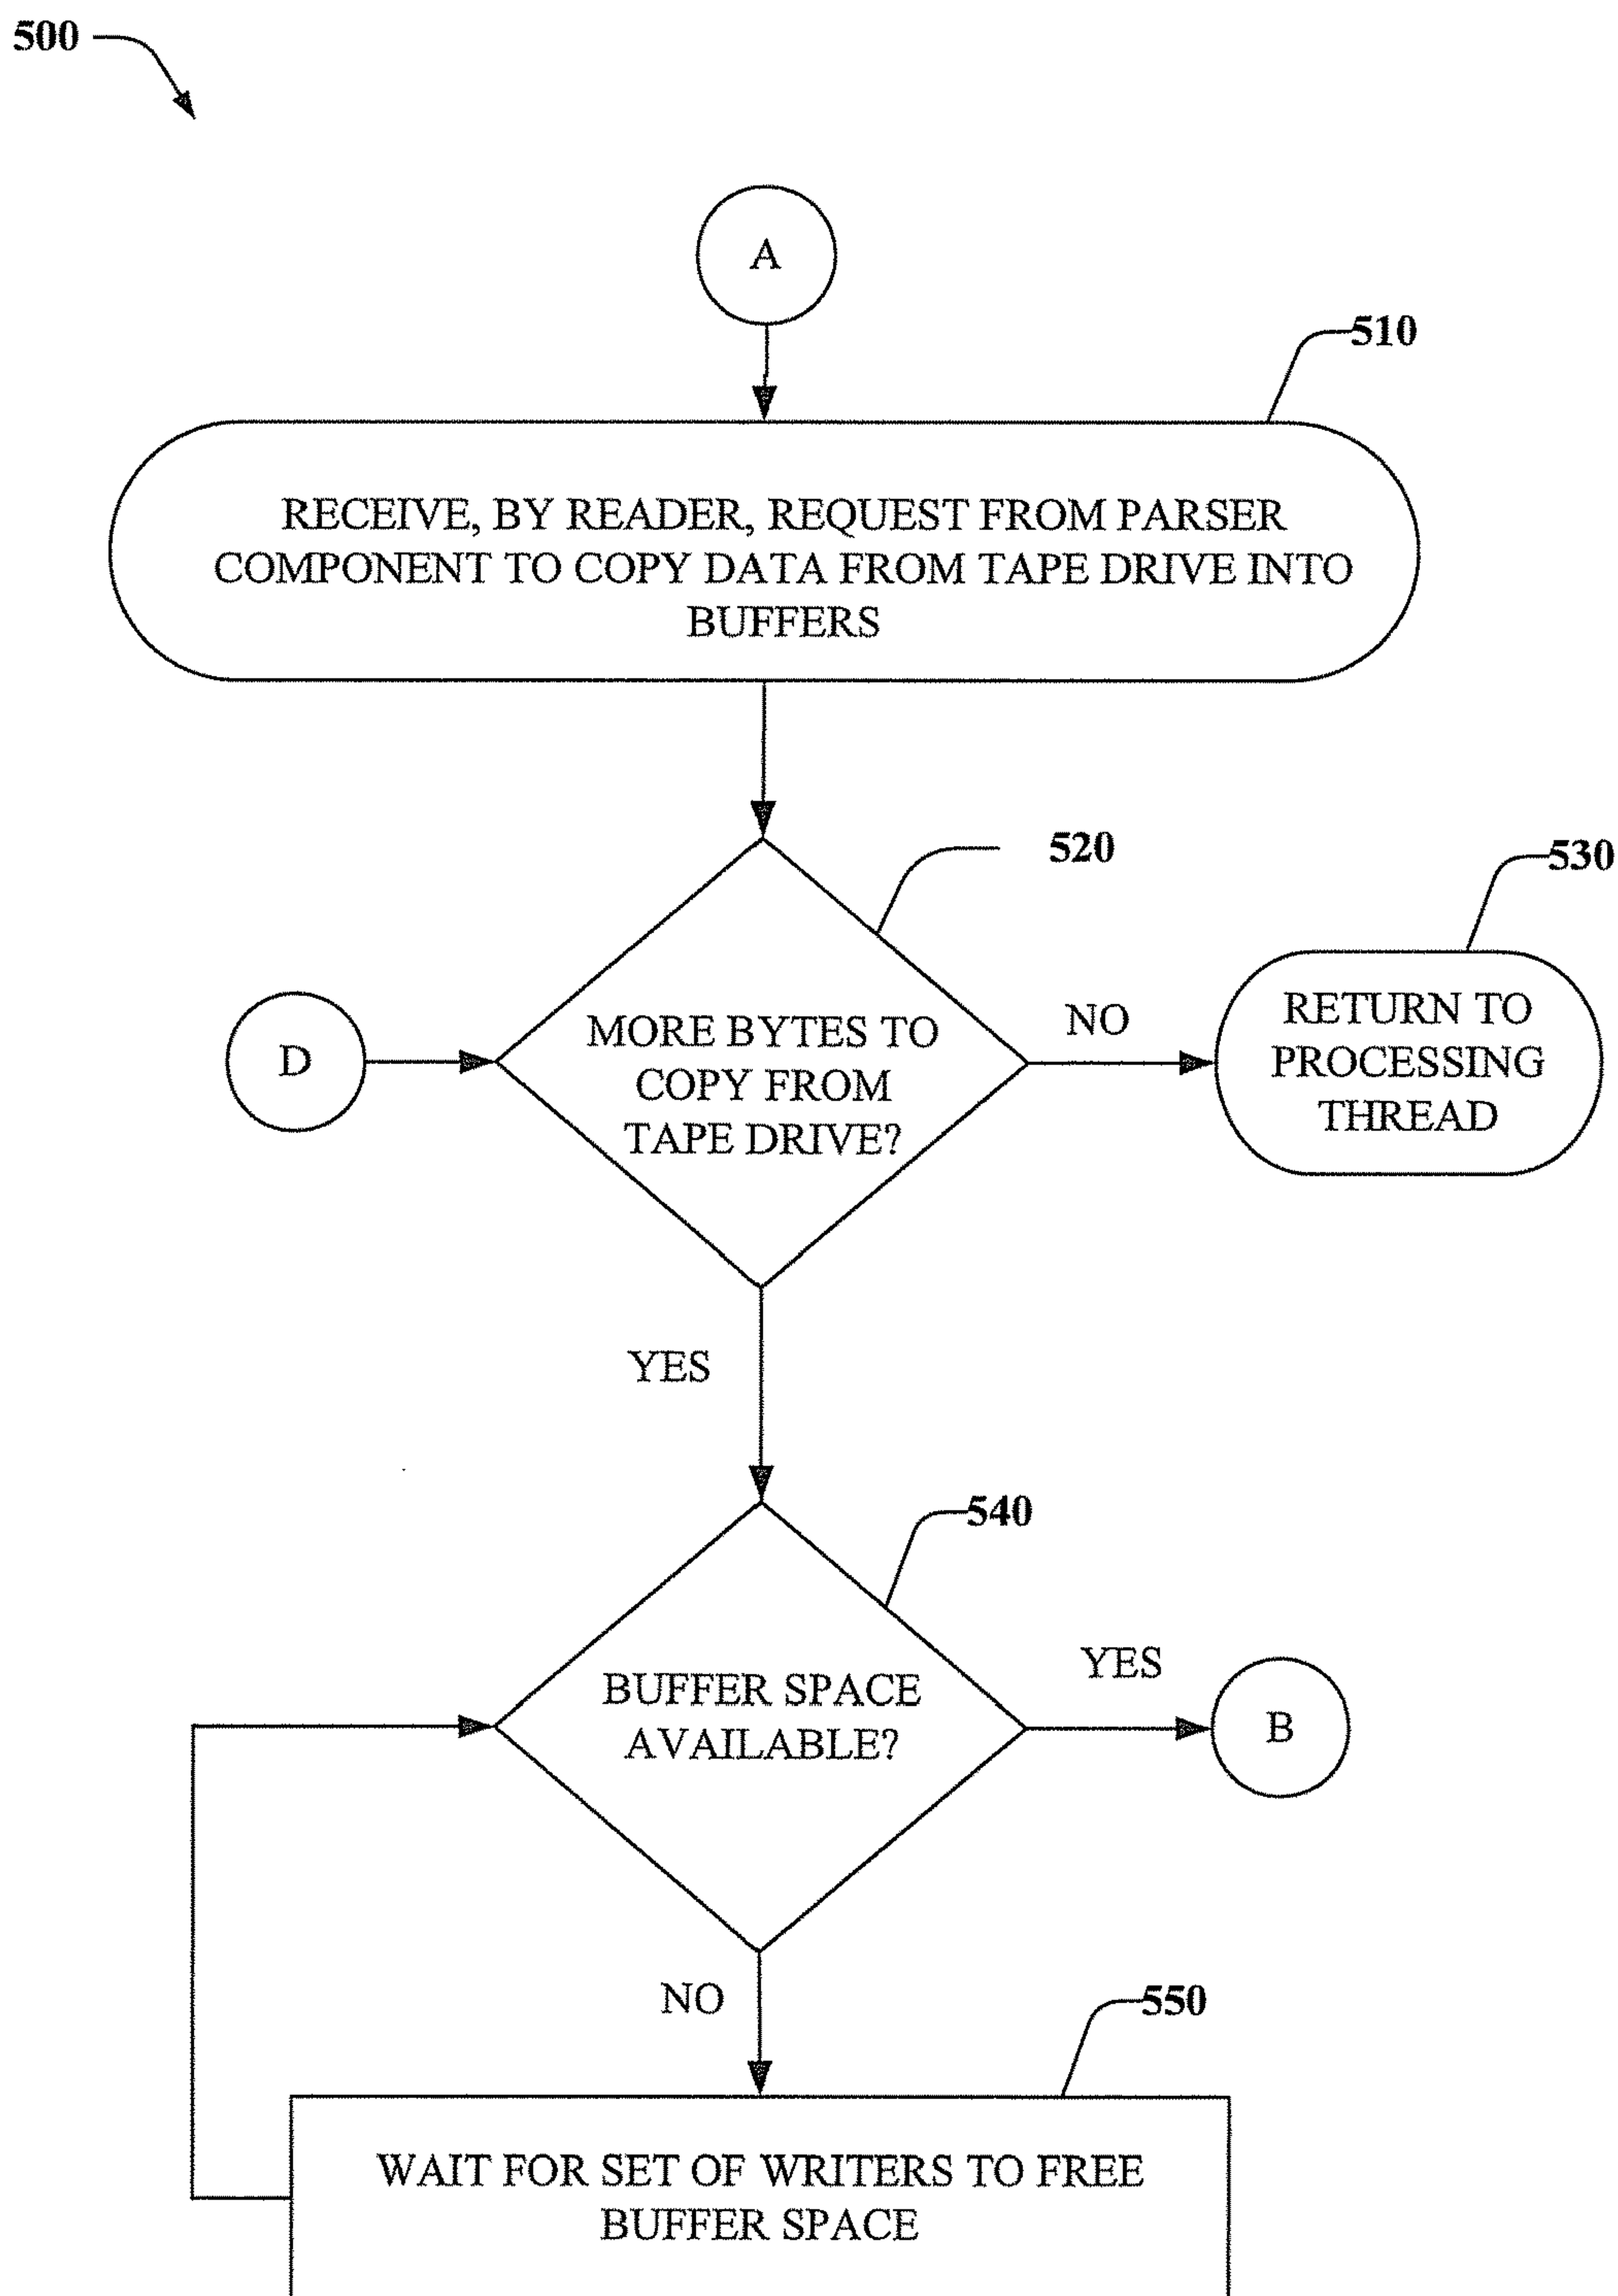 500
A
510
RECEIVE, BY READER, REQUEST FROM PARSER
COMPONENT TO COPY DATA FROM TAPE DRIVE INTO
BUFFERS
520
530
D
MORE BYTES TO
COPY FROM
TAPE DRIVE?
NO
RETURN TO
PROCESSING
THREAD
YES
540
BUFFER SPACE
AVAILABLE?
YES
B
NO
550
WAIT FOR SET OF WRITERS TO FREE
BUFFER SPACE